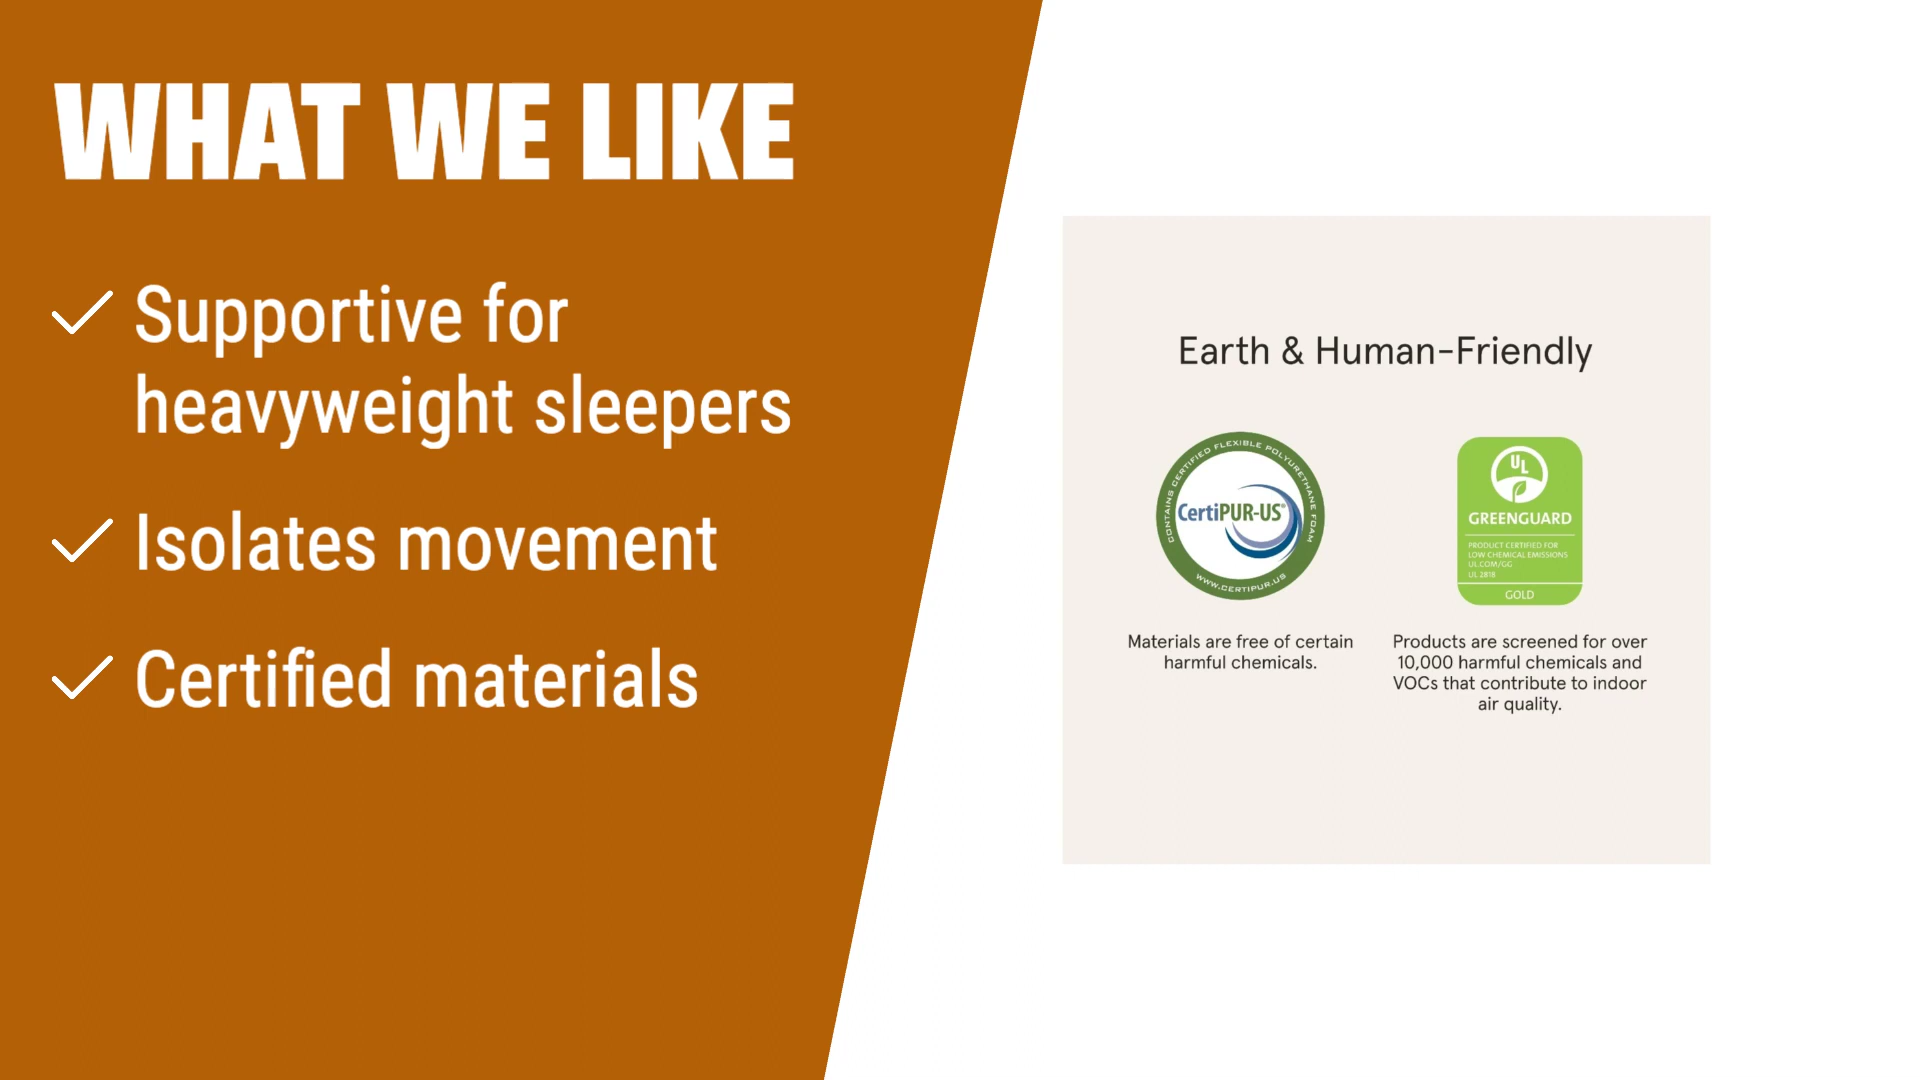 WHAT WE LIKE
Supportive for
heavyweight sleepers
Isolates movement
Certified materials
Earth & Human-Friendly
CONTAINS CERTIFIED FLEXIBLE POLYURETHANE FOAM
CertiPUR-US®
WWW.CERTIPUR.US
Materials are free of certain
harmful chemicals.
UL
GREENGUARD
PRODUCT CERTIFIED FOR
LOW CHEMICAL EMISSIONS
UL.COM/GG
UL 2818
GOLD
Products are screened for over
10,000 harmful chemicals and
VOCs that contribute to indoor
air quality.